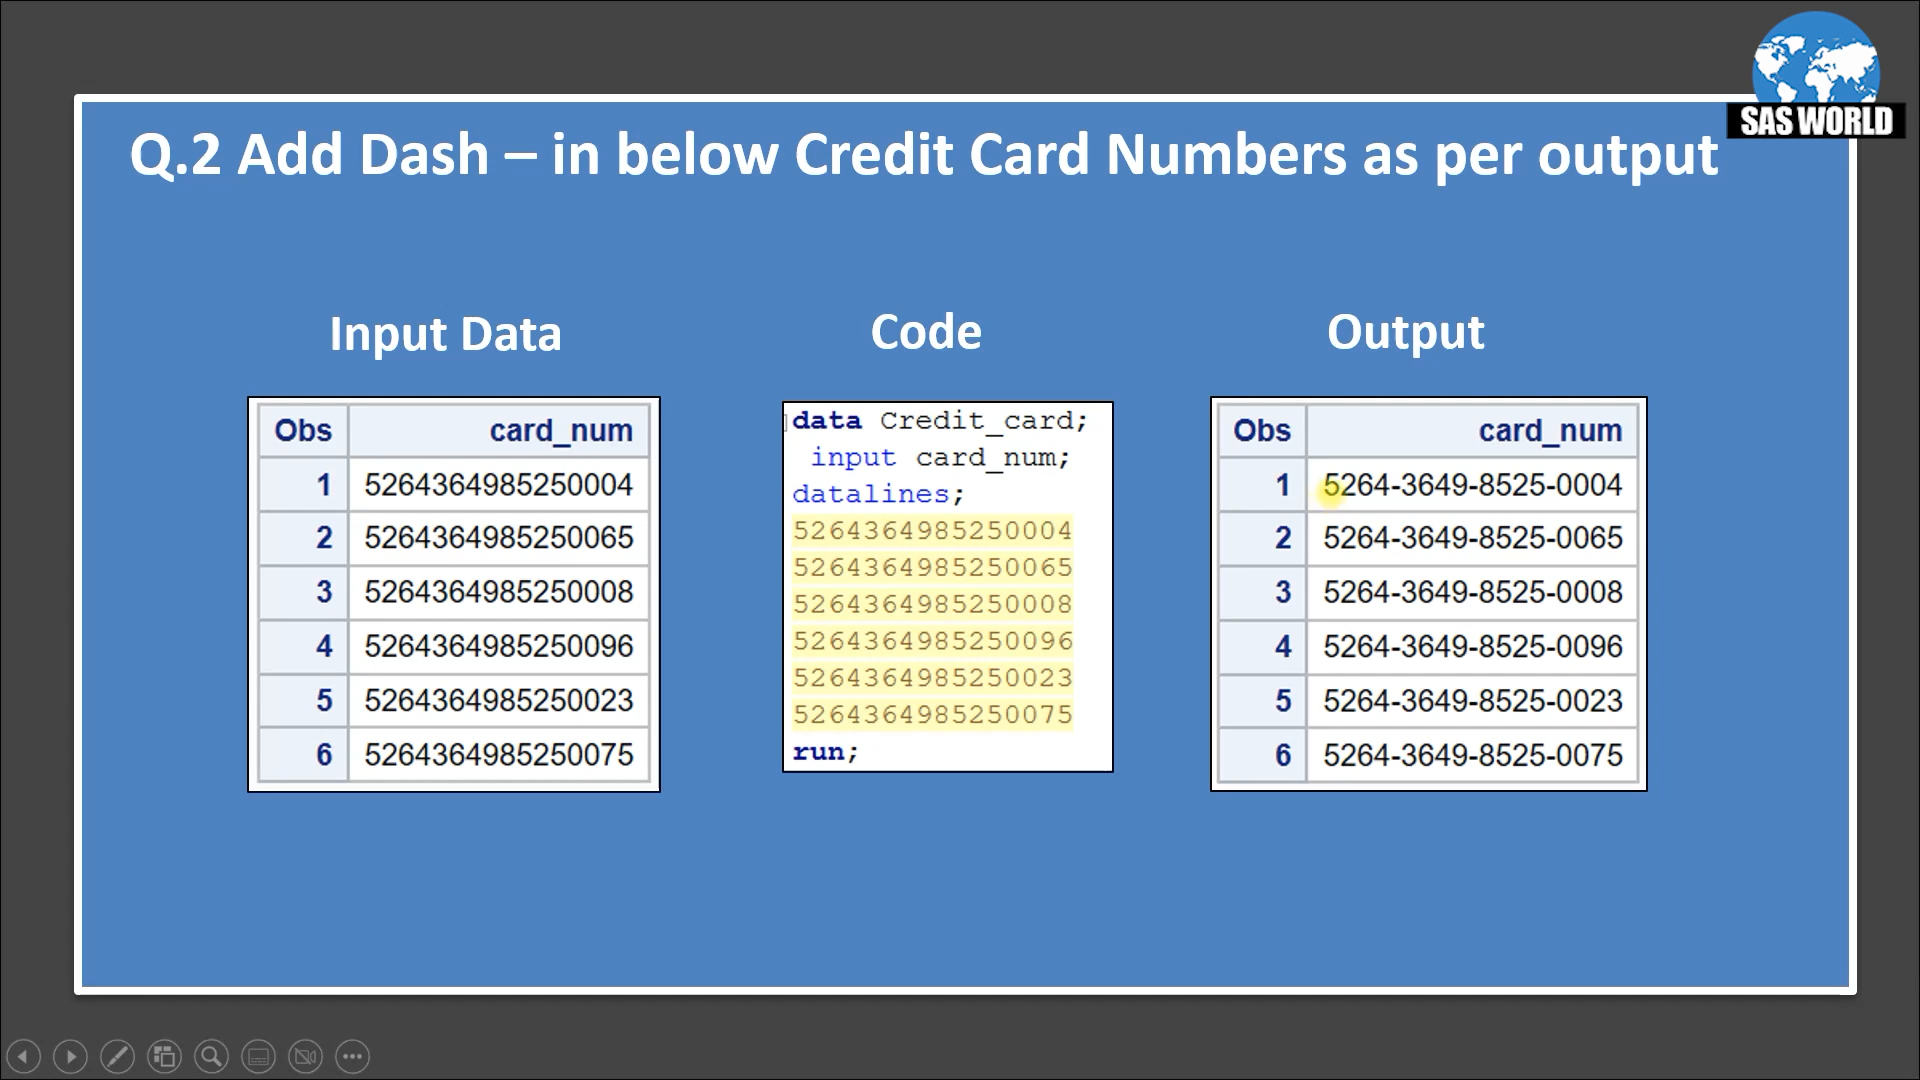 SAS WORLD
Q.2 Add Dash – in below Credit Card Numbers as per output
Input Data
Obs card_num
1 5264364985250004
2 5264364985250065
3 5264364985250008
4 5264364985250096
5 5264364985250023
6 5264364985250075
Code
data Credit_card;
input card_num;
datalines;
5264364985250004
5264364985250065
5264364985250008
5264364985250096
5264364985250023
5264364985250075
run;
Output
Obs card_num
1 5264-3649-8525-0004
2 5264-3649-8525-0065
3 5264-3649-8525-0008
4 5264-3649-8525-0096
5 5264-3649-8525-0023
6 5264-3649-8525-0075